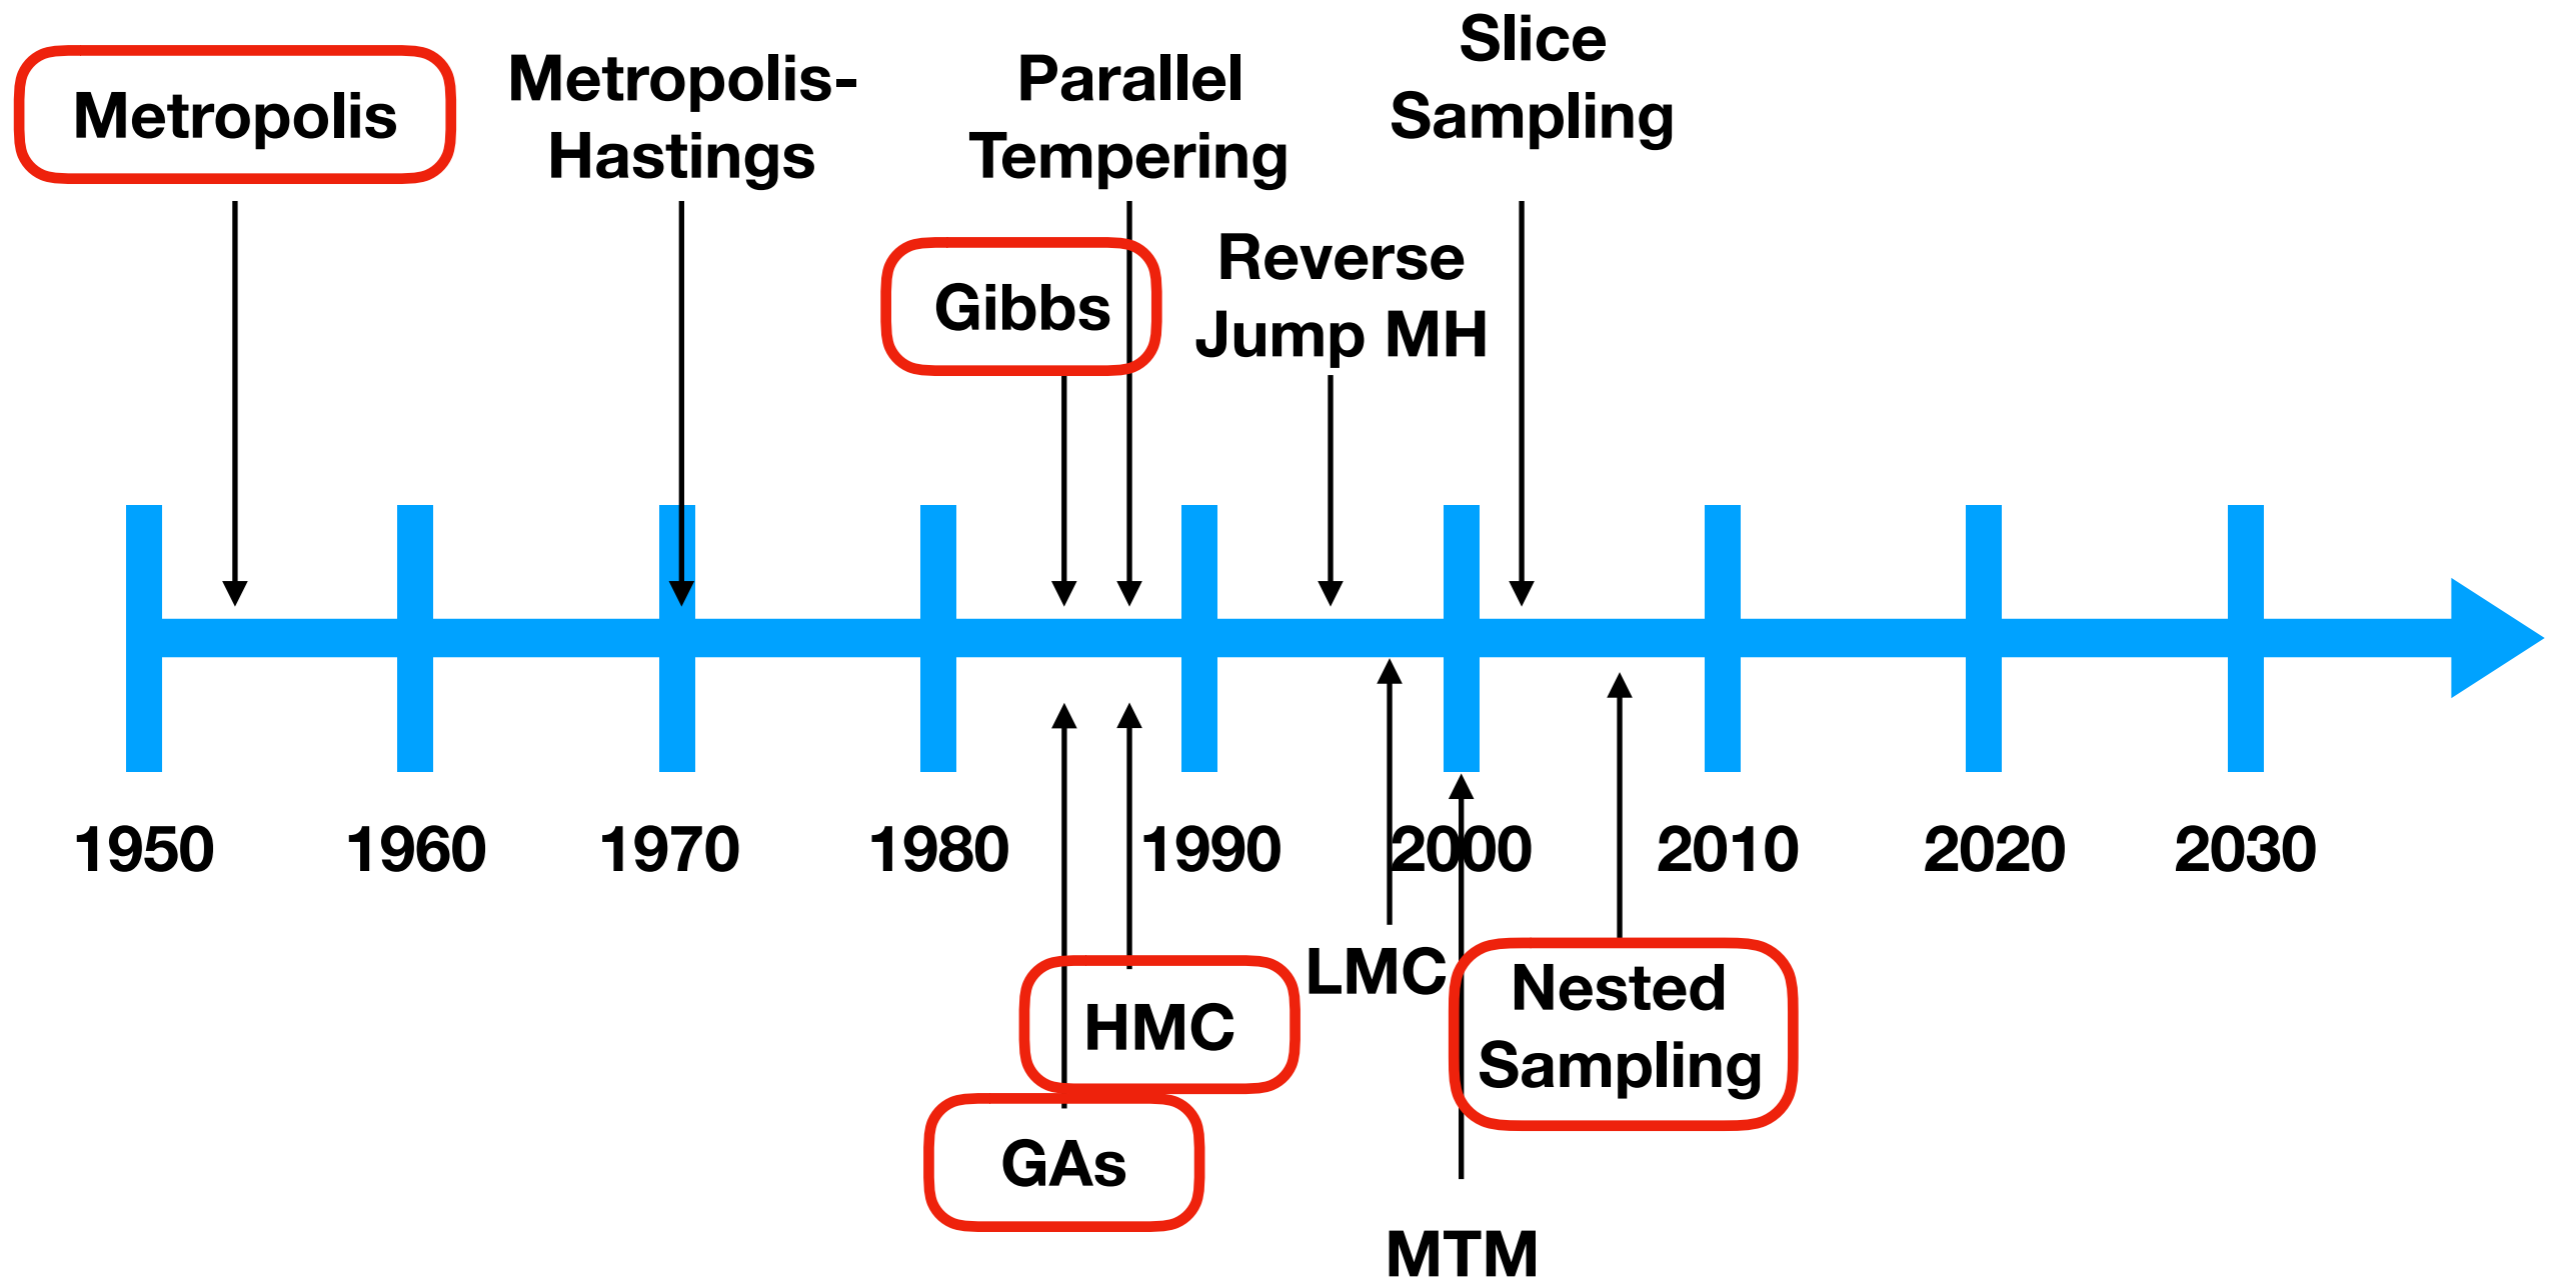 Slice
Sampling
Metropolis
Metropolis-
Hastings
Parallel
Tempering
Gibbs
Reverse
Jump MH
1950
1960
1970
1980
1990
2000
2010
2020
2030
LMC
HMC
Nested
Sampling
GAs
MTM